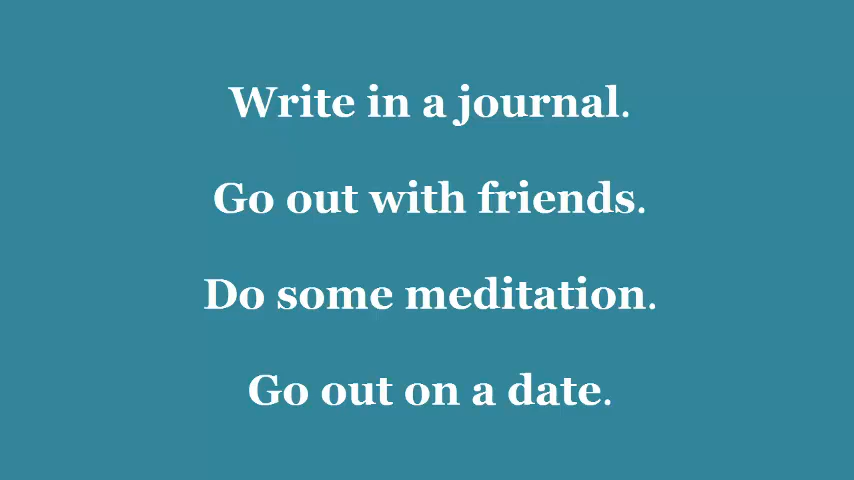 Write in a journal.
Go out with friends.
Do some meditation.
Go out on a date.